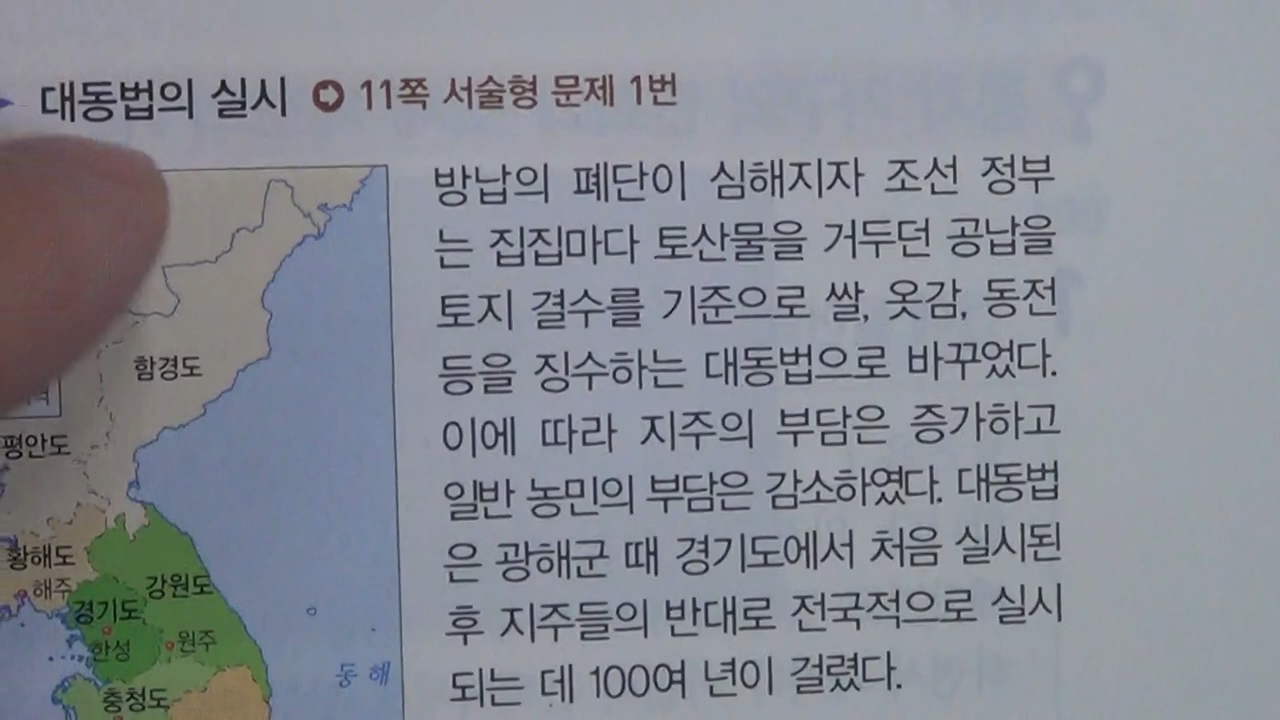 대동법의 실시 ➲ 11쪽 서술형 문제 1번
방납의 폐단이 심해지자 조선 정부
는 집집마다 토산물을 거두던 공납을
토지 결수를 기준으로 쌀, 옷감, 동전
등을 징수하는 대동법으로 바꾸었다.
이에 따라 지주의 부담은 증가하고
일반 농민의 부담은 감소하였다. 대동법
은 광해군 때 경기도에서 처음 실시된
후 지주들의 반대로 전국적으로 실시
되는 데 100여 년이 걸렸다.
함경도
평안도
황해도
해주
강원도
경기도
한성
원주
동해
충청도